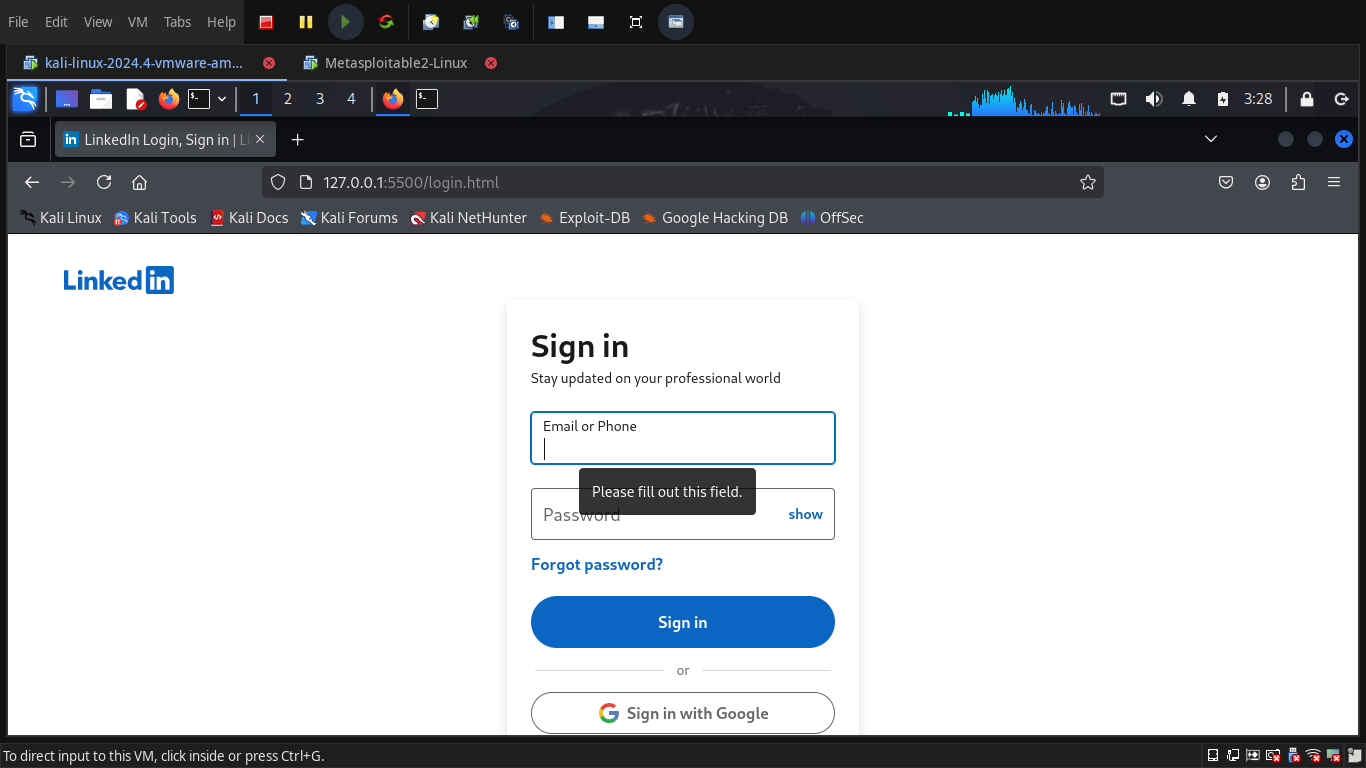 File Edit View VM Tabs Help
kali-linux-2024.4-vmware-am... Metasploitable2-Linux
1 2 3 4 3:28
LinkedIn Login, Sign in | Li
127.0.0.1:5500/login.html
Kali Linux Kali Tools Kali Docs Kali Forums Kali NetHunter Exploit-DB Google Hacking DB OffSec
Linkedin
Sign in
Stay updated on your professional world
Email or Phone
Please fill out this field.
Password show
Forgot password?
Sign in
or
Sign in with Google
To direct input to this VM, click inside or press Ctrl+G.